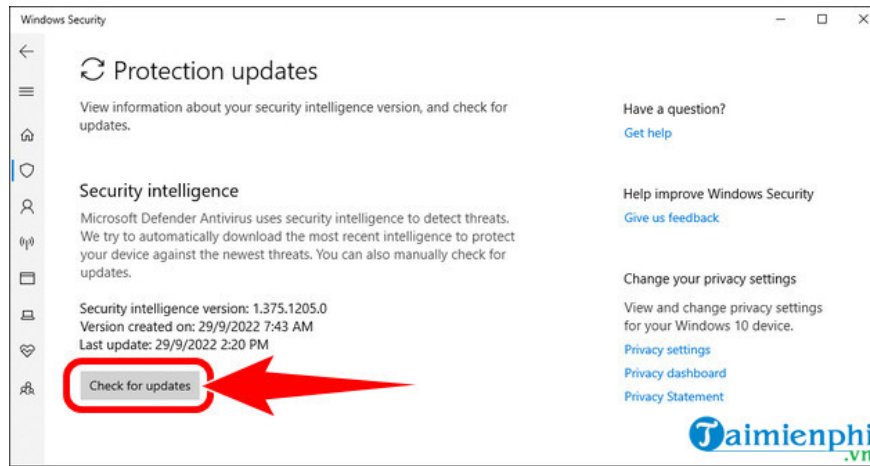 Windows Security
Protection updates
View information about your security intelligence version, and check for
updates.
Security intelligence
Microsoft Defender Antivirus uses security intelligence to detect threats.
We try to automatically download the most recent intelligence to protect
your device against the newest threats. You can also manually check for
updates.
Security intelligence version: 1.375.1205.0
Version created on: 29/9/2022 7:43 AM
Last update: 29/9/2022 2:20 PM
Check for updates
Have a question?
Get help
Help improve Windows Security
Give us feedback
Change your privacy settings
View and change privacy settings
for your Windows 10 device.
Privacy settings
Privacy dashboard
Privacy Statement
Taimienphi
.vn